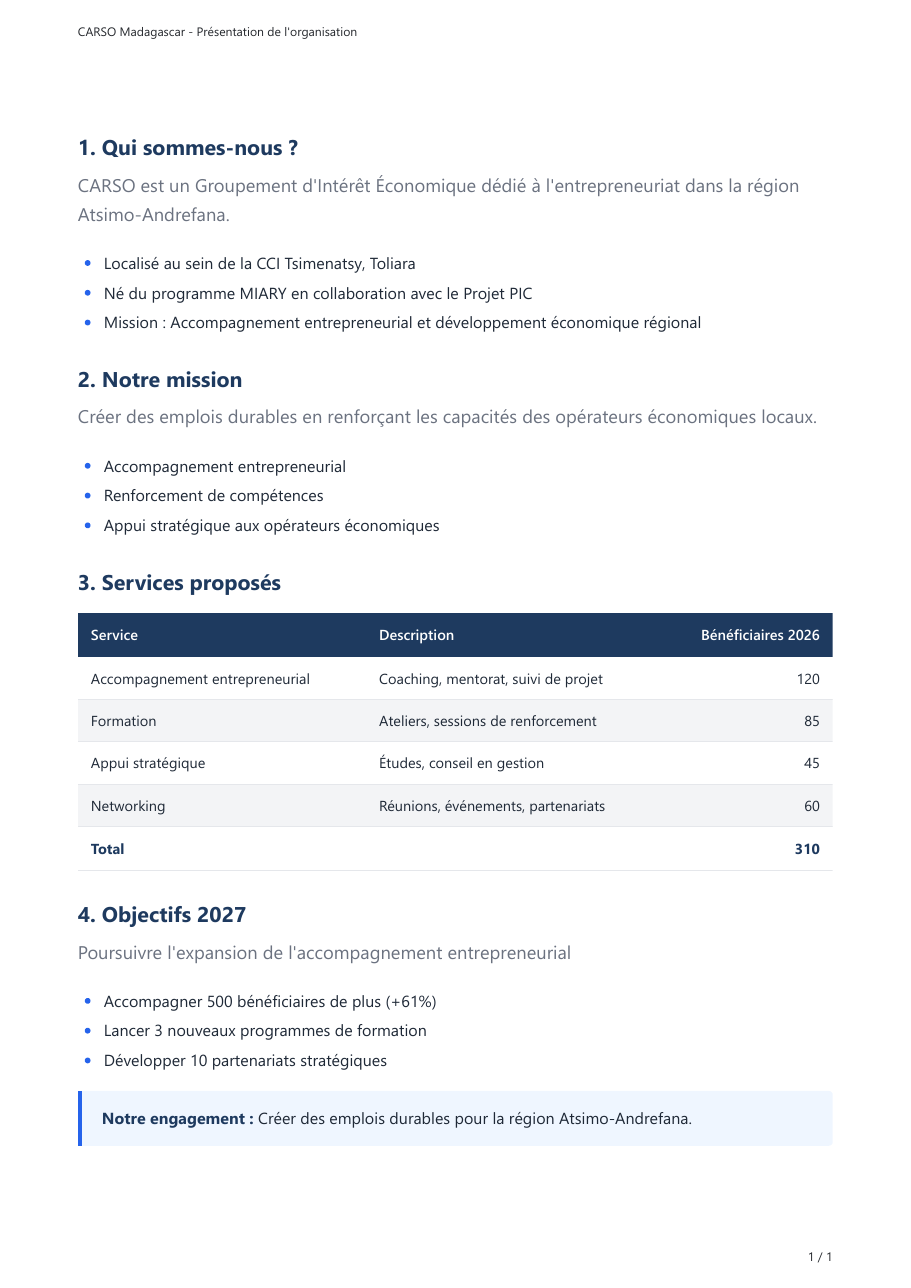 CARSO Madagascar - Présentation de l'organisation
1. Qui sommes-nous ?
CARSO est un Groupement d'Intérêt Économique dédié à l'entrepreneuriat dans la région
Atsimo-Andrefana.
• Localisé au sein de la CCI Tsimenatsy, Toliara
• Né du programme MIARY en collaboration avec le Projet PIC
• Mission : Accompagnement entrepreneurial et développement économique régional
2. Notre mission
Créer des emplois durables en renforçant les capacités des opérateurs économiques locaux.
• Accompagnement entrepreneurial
• Renforcement de compétences
• Appui stratégique aux opérateurs économiques
3. Services proposés
Service Description Bénéficiaires 2026
Accompagnement entrepreneurial Coaching, mentorat, suivi de projet 120
Formation Ateliers, sessions de renforcement 85
Appui stratégique Études, conseil en gestion 45
Networking Réunions, événements, partenariats 60
Total 310
4. Objectifs 2027
Poursuivre l'expansion de l'accompagnement entrepreneurial
• Accompagner 500 bénéficiaires de plus (+61%)
• Lancer 3 nouveaux programmes de formation
• Développer 10 partenariats stratégiques
Notre engagement : Créer des emplois durables pour la région Atsimo-Andrefana.
1 / 1